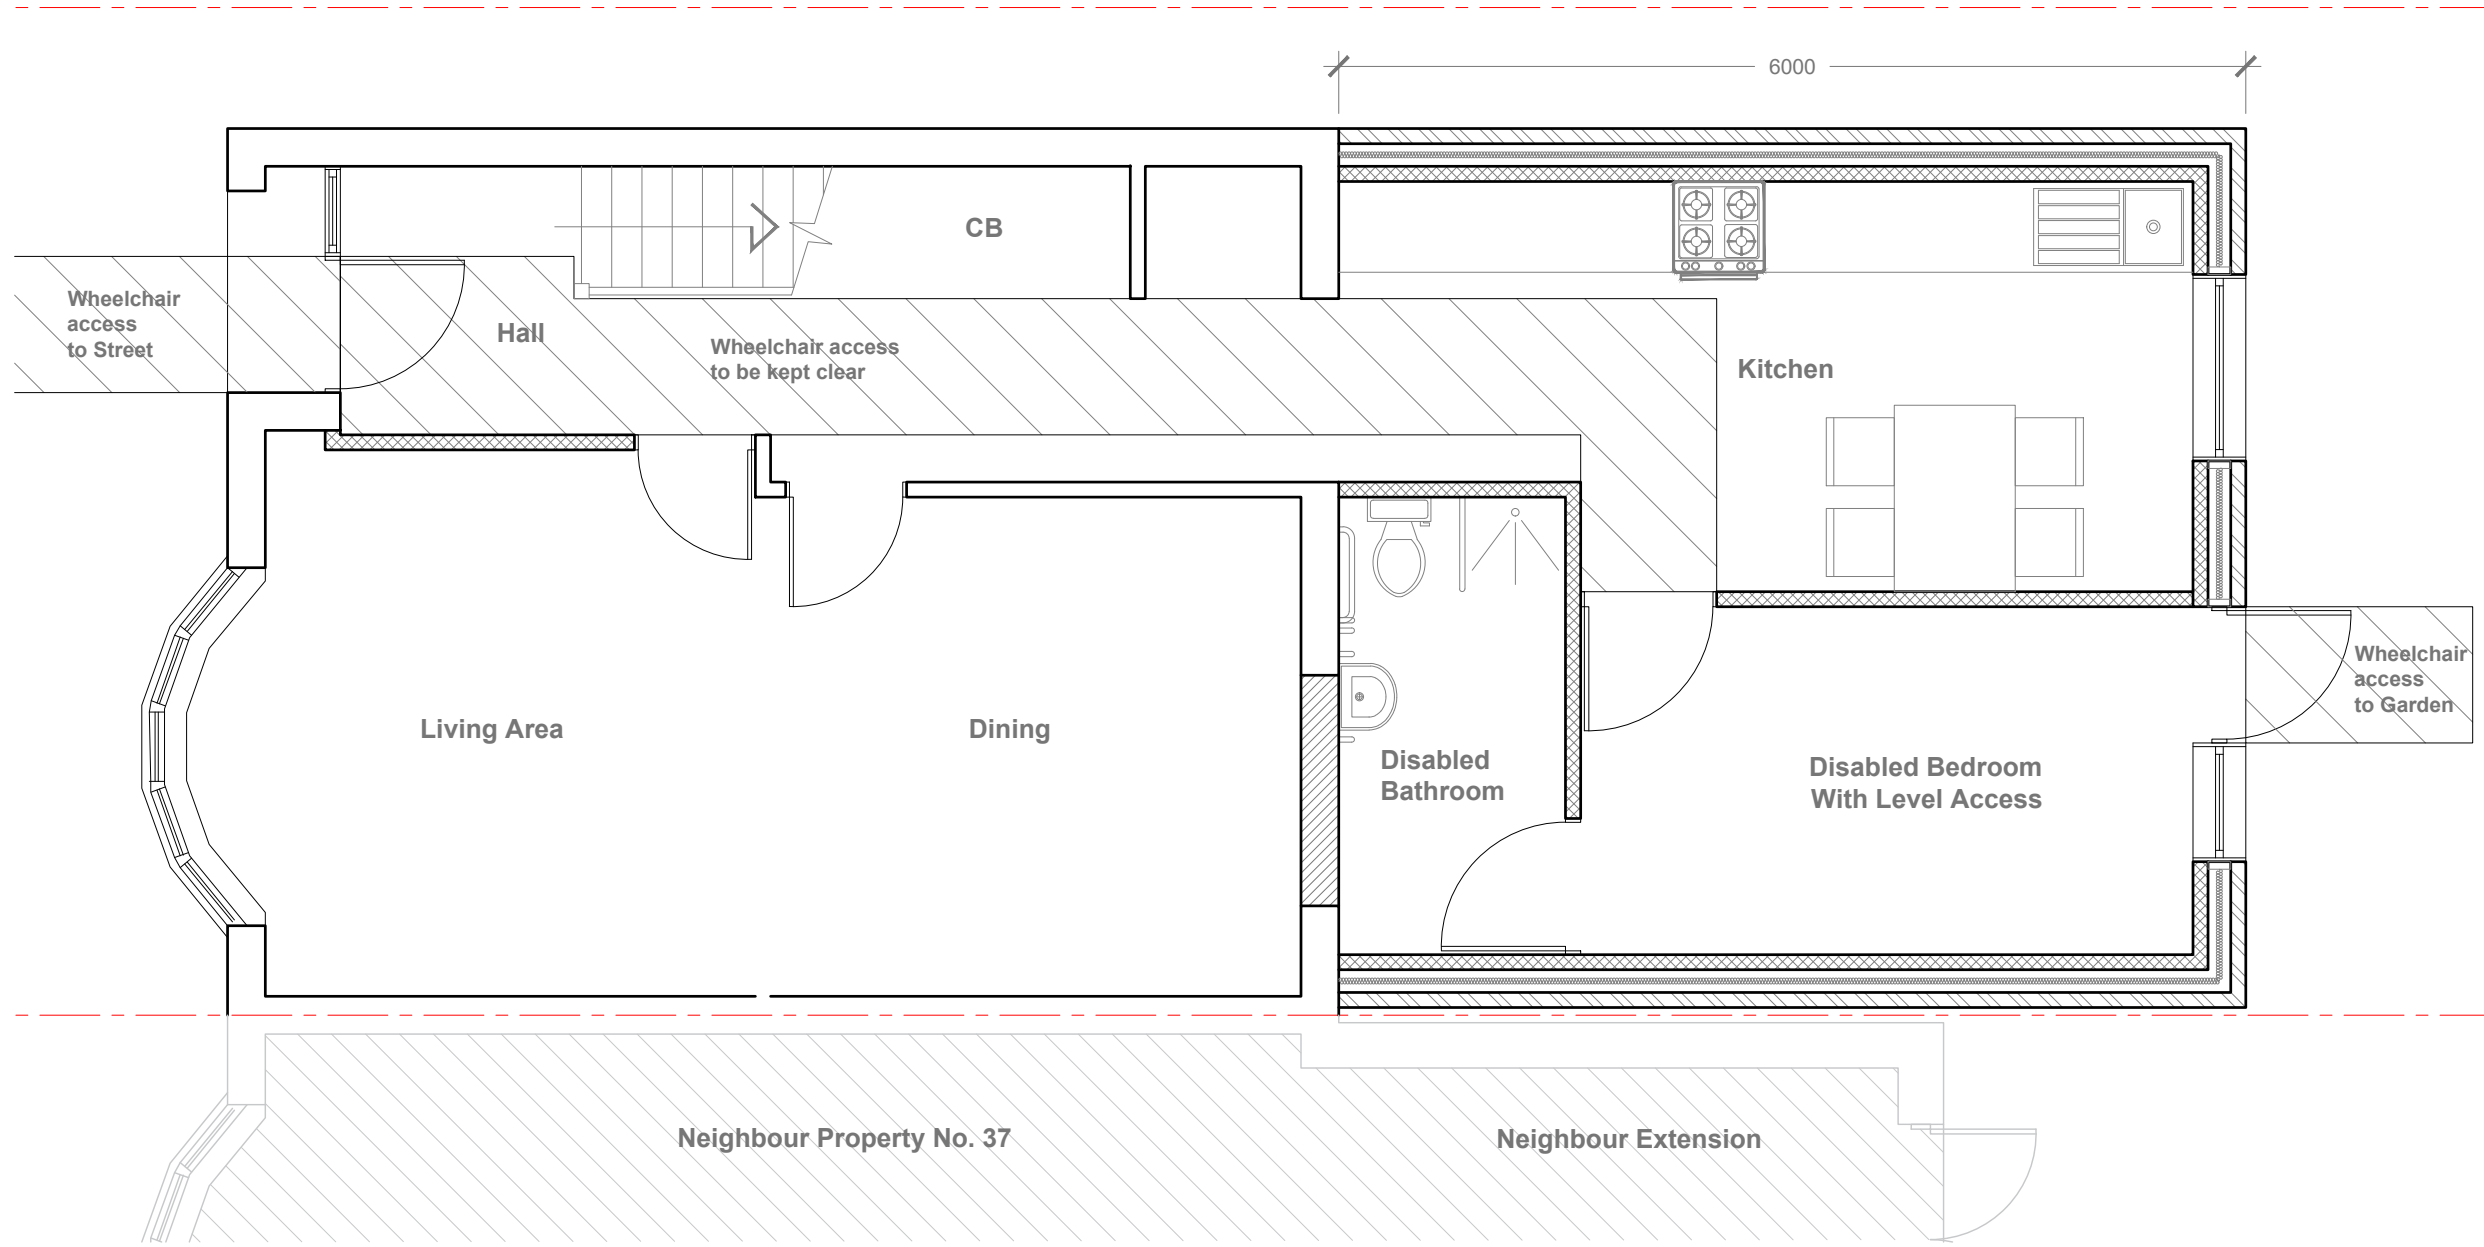 6000
CB
Wheelchair
access
to Street
Hall
Wheelchair access
to be kept clear
Kitchen
Wheelchair
access
to Garden
Living Area
Dining
Disabled
Bathroom
Disabled Bedroom
With Level Access
Neighbour Property No. 37
Neighbour Extension